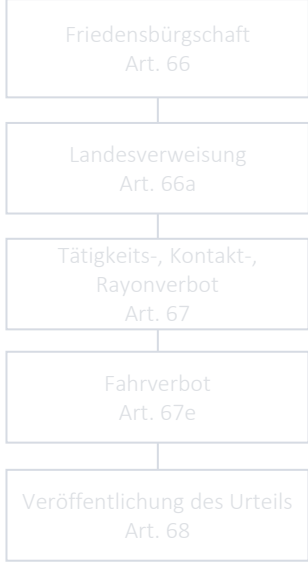 Friedensbürgschaft
Art. 66
Landesverweisung
Art. 66a
Tätigkeits-, Kontakt-,
Rayonverbot
Art. 67
Fahrverbot
Art. 67e
Veröffentlichung des Urteils
Art. 68